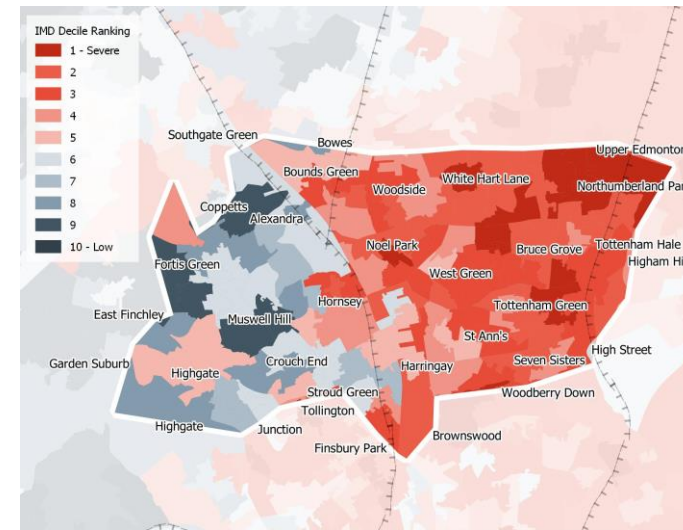 IMD Decile Ranking
1 - Severe
2
3
4
5
6
7
8
9
10 - Low
Southgate Green
Bowes
Upper Edmonton
Bounds Green
Woodside
White Hart Lane
Northumberland Par
Coppetts
Alexandra
Noel Park
Bruce Grove
Tottenham Hale
Higham Hi
Fortis Green
West Green
Hornsey
Tottenham Green
East Finchley
Muswell Hill
St Ann's
High Street
Garden Suburb
Highgate
Crouch End
Harringay
Seven Sisters
Stroud Green
Woodberry Down
Tollington
Highgate
Junction
Brownswood
Finsbury Park